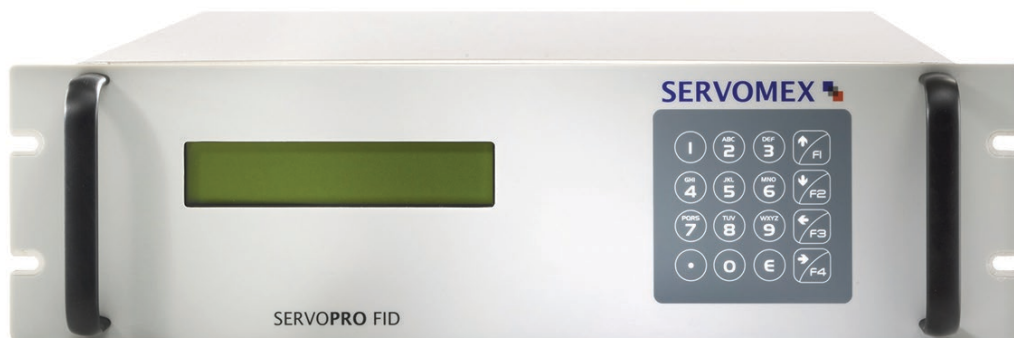 SERVOMEX
1 ABC 2 DEF 3 F1
GHI 4 JKL 5 MNO 6 F2
PQRS 7 TUV 8 WXYZ 9 F3
• 0 E F4
SERVOPRO FID